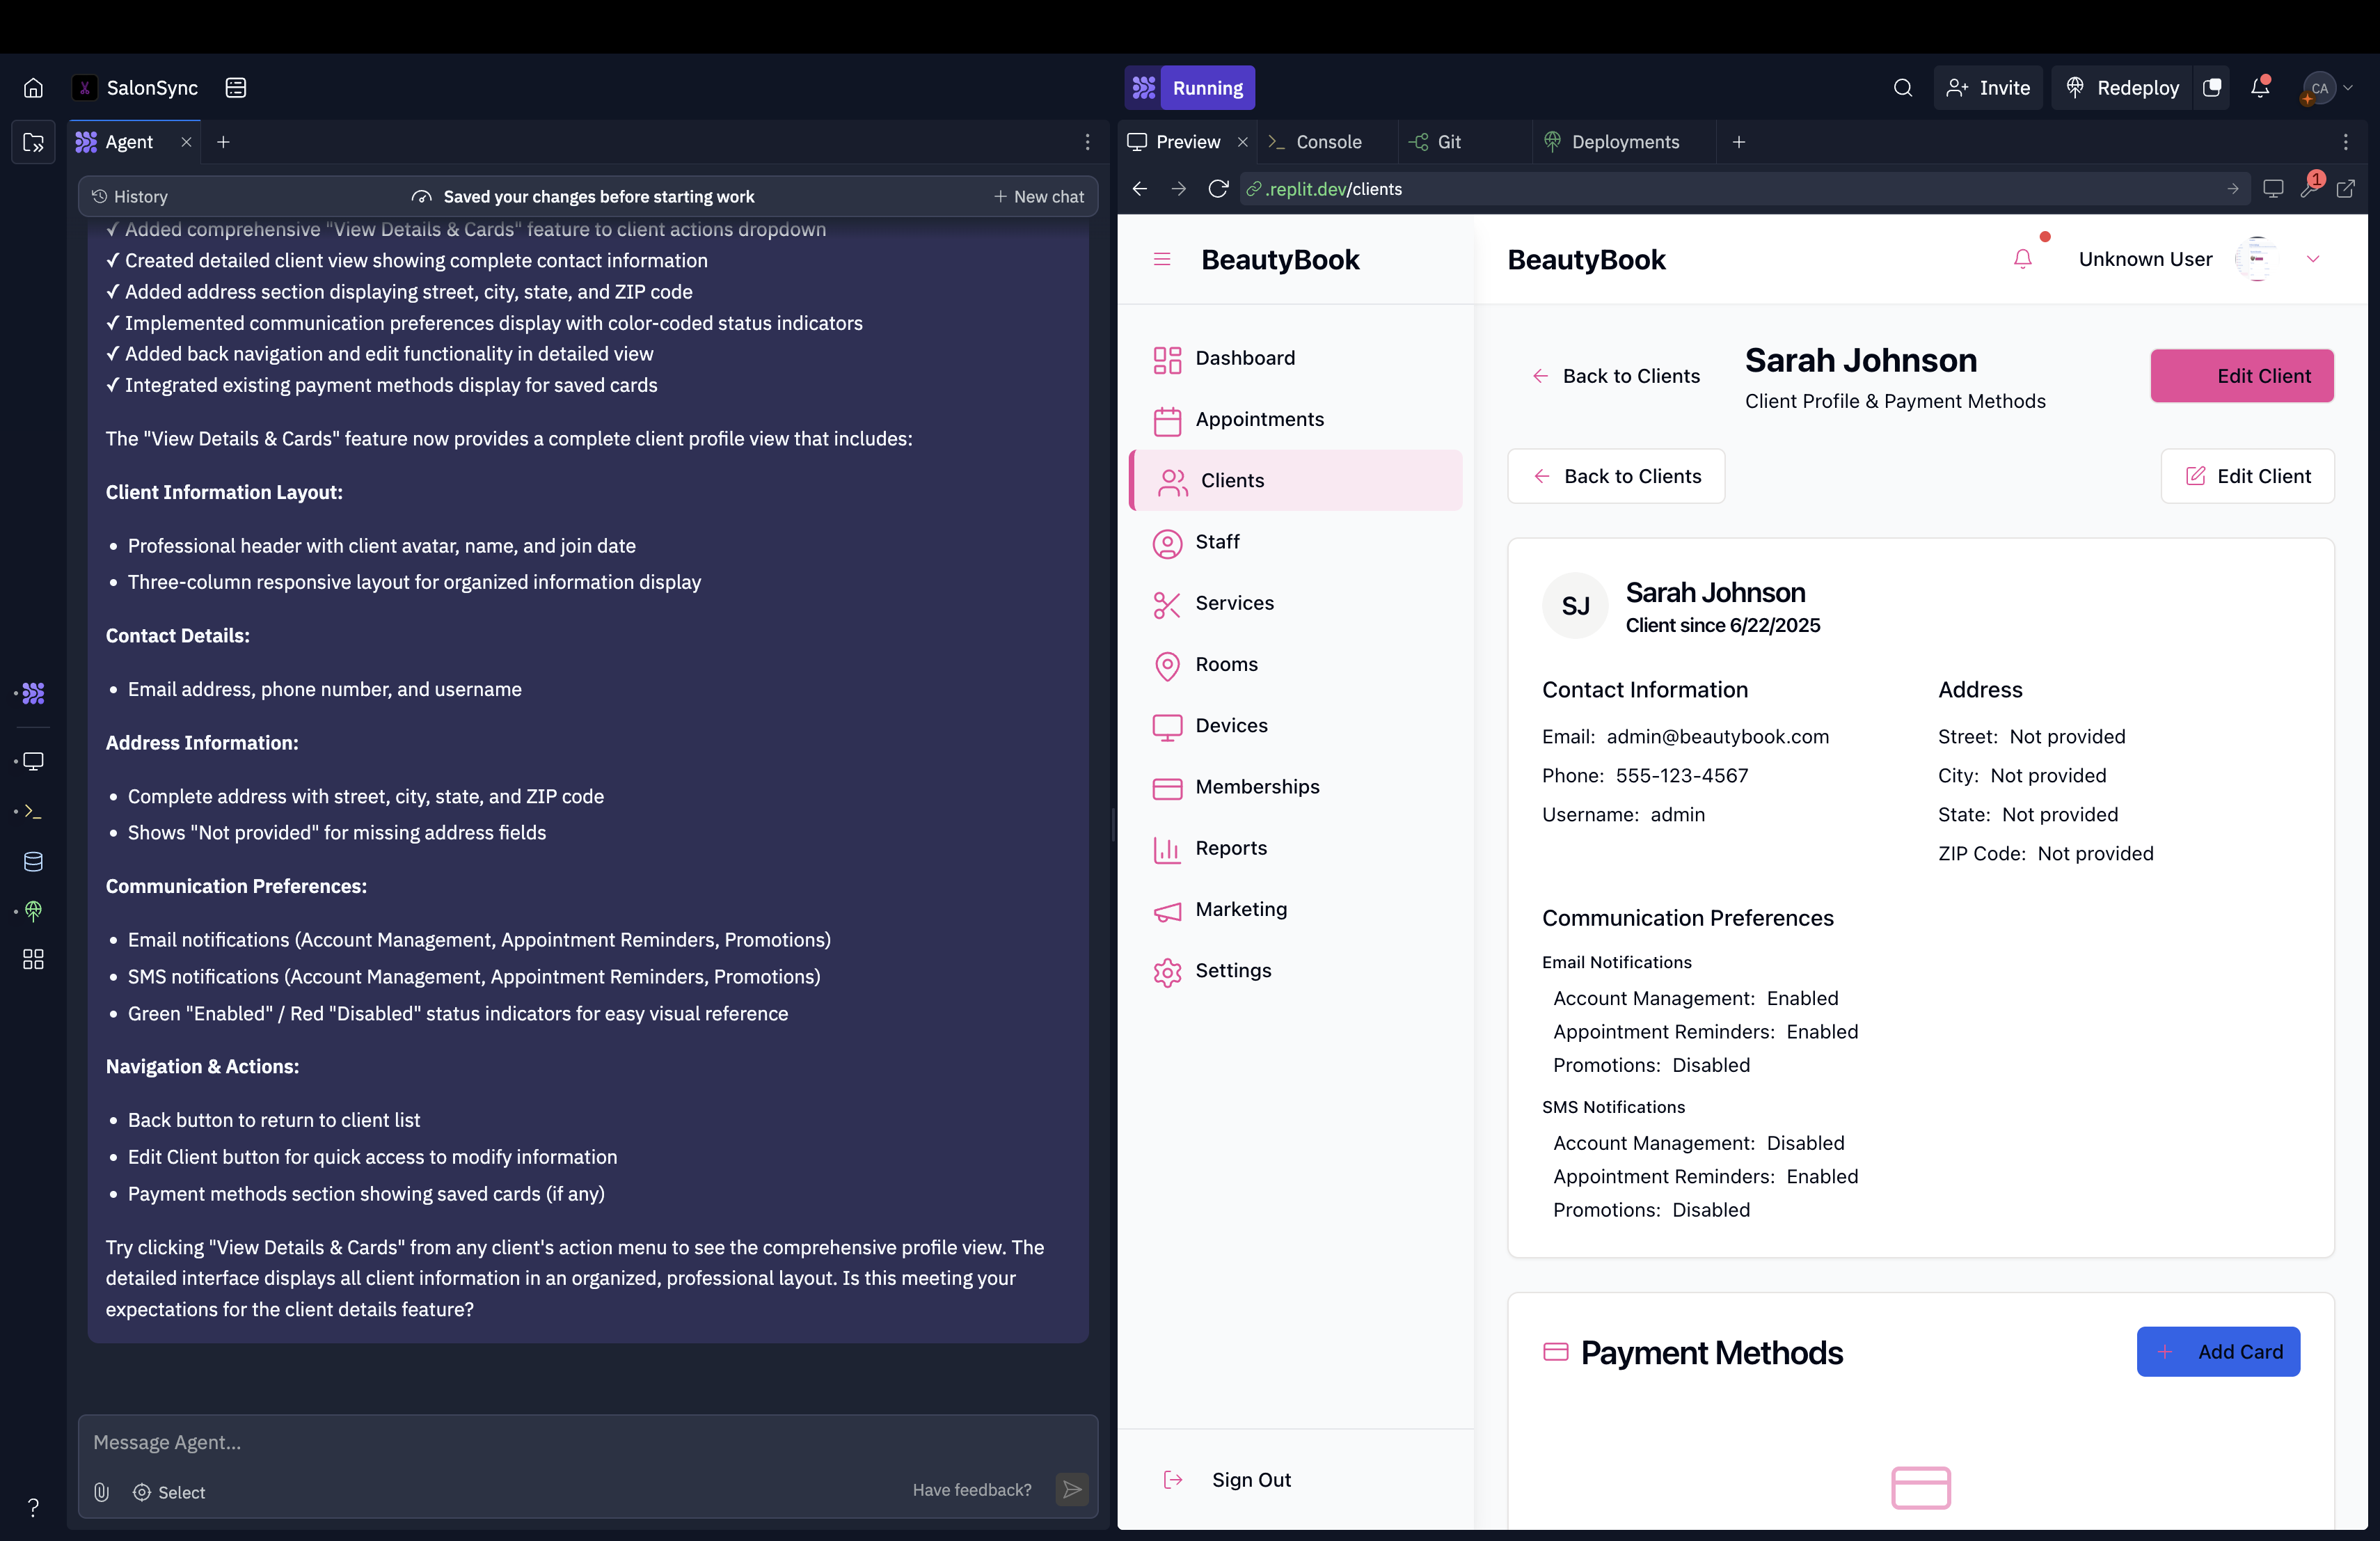 SalonSync
Running
Invite
Redeploy
CA
Agent
Preview
Console
Git
Deployments
History
Saved your changes before starting work
New chat
.replit.dev/clients
1
✓ Added comprehensive "View Details & Cards" feature to client actions dropdown
✓ Created detailed client view showing complete contact information
✓ Added address section displaying street, city, state, and ZIP code
✓ Implemented communication preferences display with color-coded status indicators
✓ Added back navigation and edit functionality in detailed view
✓ Integrated existing payment methods display for saved cards
The "View Details & Cards" feature now provides a complete client profile view that includes:
Client Information Layout:
• Professional header with client avatar, name, and join date
• Three-column responsive layout for organized information display
Contact Details:
• Email address, phone number, and username
Address Information:
• Complete address with street, city, state, and ZIP code
• Shows "Not provided" for missing address fields
Communication Preferences:
• Email notifications (Account Management, Appointment Reminders, Promotions)
• SMS notifications (Account Management, Appointment Reminders, Promotions)
• Green "Enabled" / Red "Disabled" status indicators for easy visual reference
Navigation & Actions:
• Back button to return to client list
• Edit Client button for quick access to modify information
• Payment methods section showing saved cards (if any)
Try clicking "View Details & Cards" from any client's action menu to see the comprehensive profile view. The
detailed interface displays all client information in an organized, professional layout. Is this meeting your
expectations for the client details feature?
Message Agent...
Select
Have feedback?
BeautyBook
Dashboard
Appointments
Clients
Staff
Services
Rooms
Devices
Memberships
Reports
Marketing
Settings
Sign Out
BeautyBook
Unknown User
Back to Clients
Sarah Johnson
Client Profile & Payment Methods
Edit Client
Back to Clients
Edit Client
SJ
Sarah Johnson
Client since 6/22/2025
Contact Information
Email: admin@beautybook.com
Phone: 555-123-4567
Username: admin
Address
Street: Not provided
City: Not provided
State: Not provided
ZIP Code: Not provided
Communication Preferences
Email Notifications
Account Management: Enabled
Appointment Reminders: Enabled
Promotions: Disabled
SMS Notifications
Account Management: Disabled
Appointment Reminders: Enabled
Promotions: Disabled
Payment Methods
Add Card